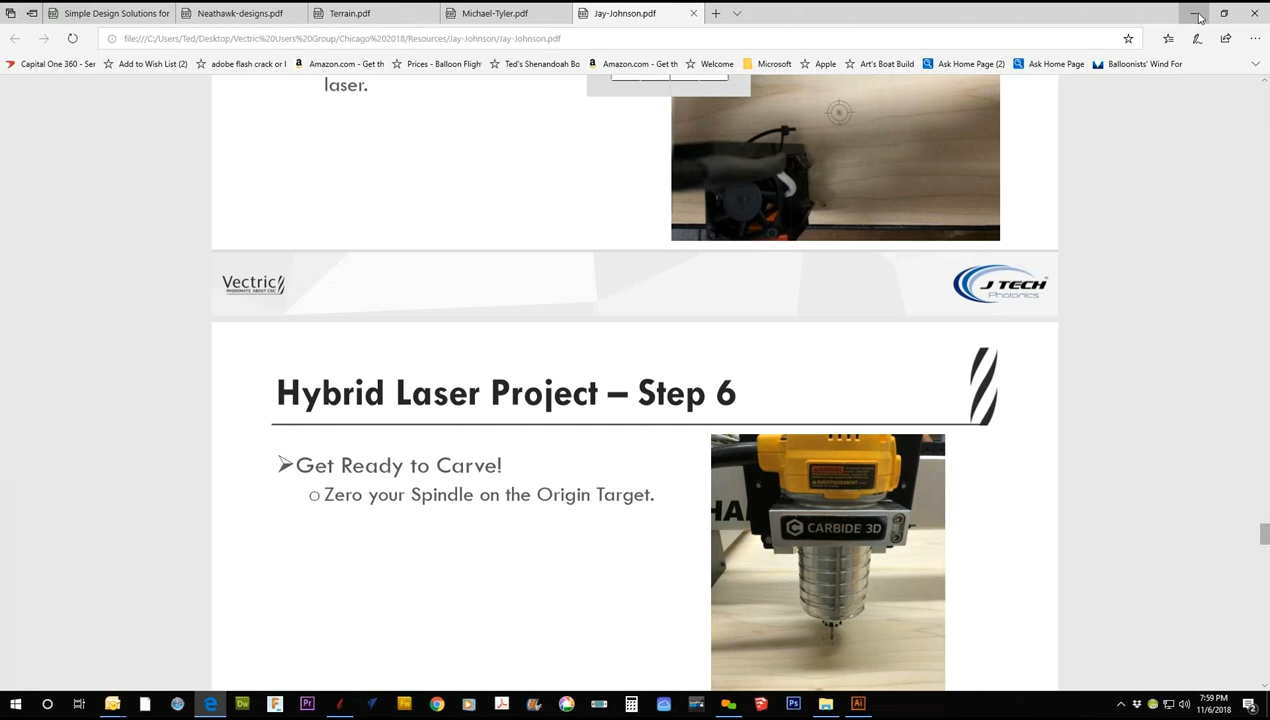 Simple Design Solutions for
Neathawk-designs.pdf
Terrain.pdf
Michael-Tyler.pdf
Jay-Johnson.pdf
file:///C:/Users/Ted/Desktop/Vectric%20Users%20Group/Chicago%202018/Resources/Jay-Johnson/Jay-Johnson.pdf
Capital One 360 - Ser
Add to Wish List (2)
adobe flash crack or l
Amazon.com - Get th
Prices - Balloon Flight
Ted's Shenandoah Bo
Amazon.com - Get th
Welcome
Microsoft
Apple
Art's Boat Build
Ask Home Page (2)
Ask Home Page
Balloonists' Wind For
laser.
Vectric
PASSIONATE ABOUT CNC
J TECH
Photonics
Hybrid Laser Project – Step 6
Get Ready to Carve!
o Zero your Spindle on the Origin Target.
CARBIDE 3D
7:59 PM
11/6/2018